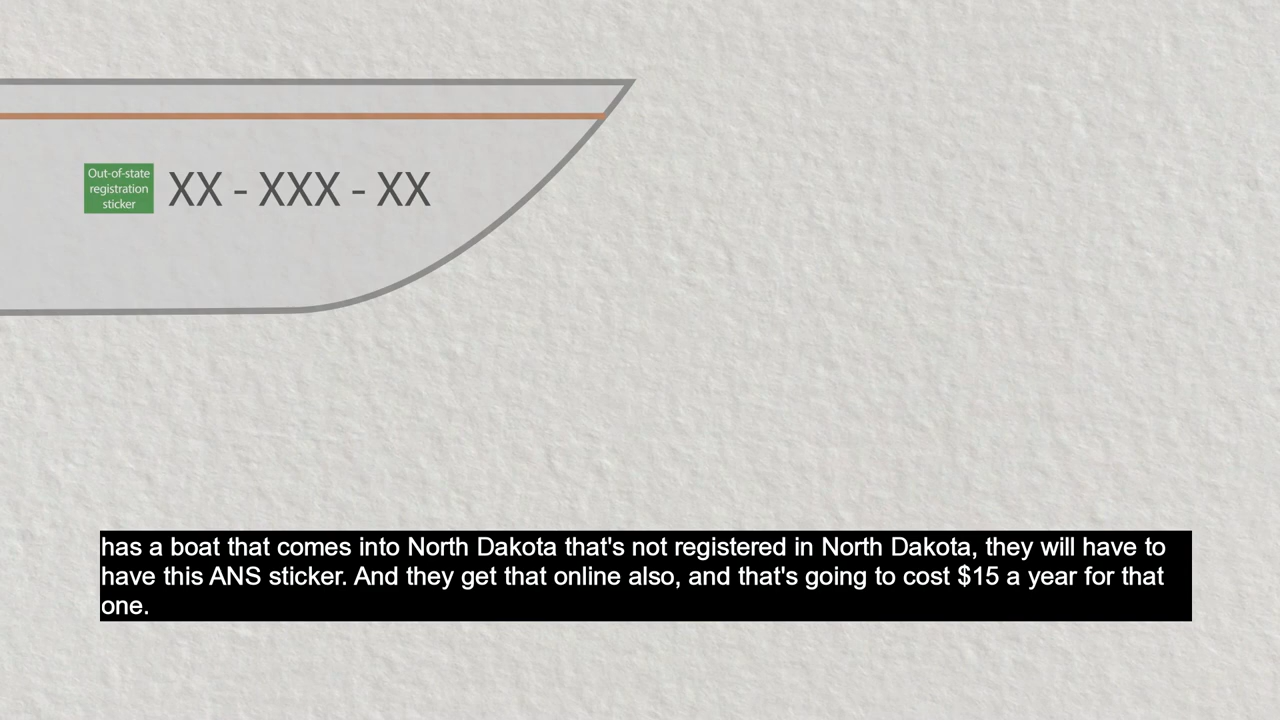 Out-of-state
registration
sticker
XX - XXX - XX
has a boat that comes into North Dakota that's not registered in North Dakota, they will have to
have this ANS sticker. And they get that online also, and that's going to cost $15 a year for that
one.